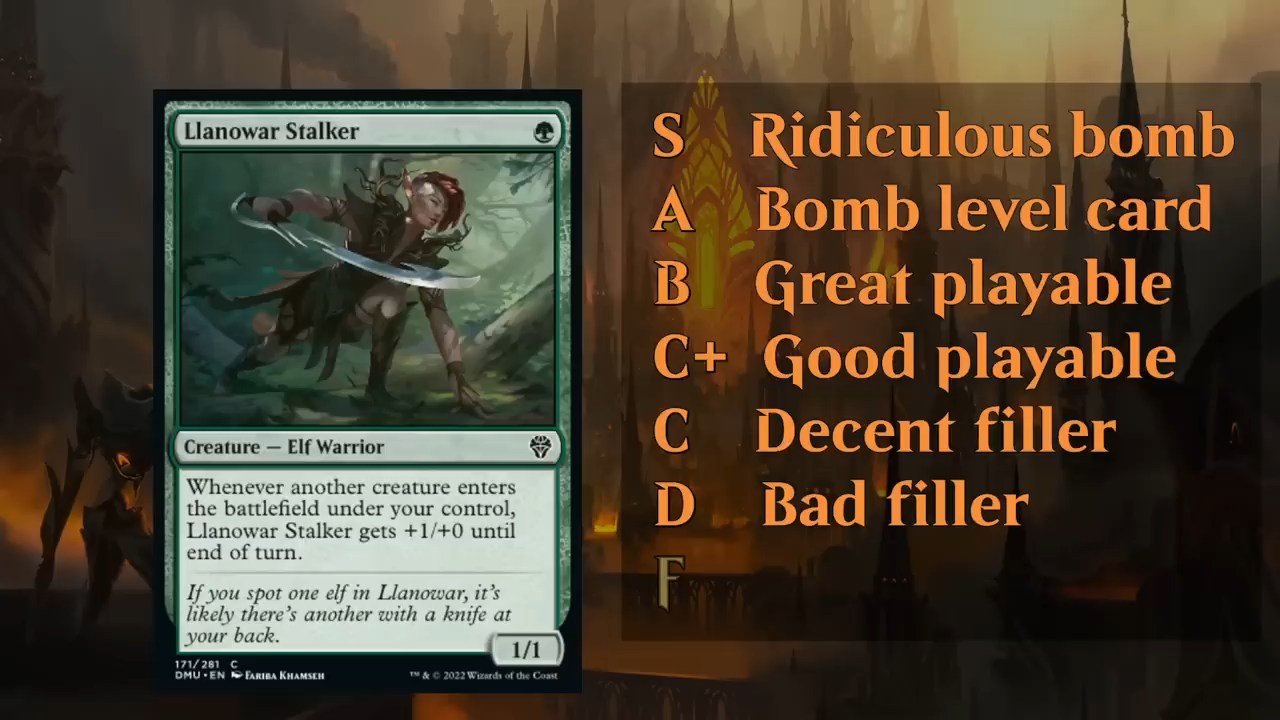 Llanowar Stalker
Creature — Elf Warrior
Whenever another creature enters
the battlefield under your control,
Llanowar Stalker gets +1/+0 until
end of turn.
If you spot one elf in Llanowar, it's
likely there's another with a knife at
your back.
1/1
171/281 C
DMU • EN Fariba Khamseh
™ & © 2022 Wizards of the Coast
S Ridiculous bomb
A Bomb level card
B Great playable
C+ Good playable
C Decent filler
D Bad filler
F